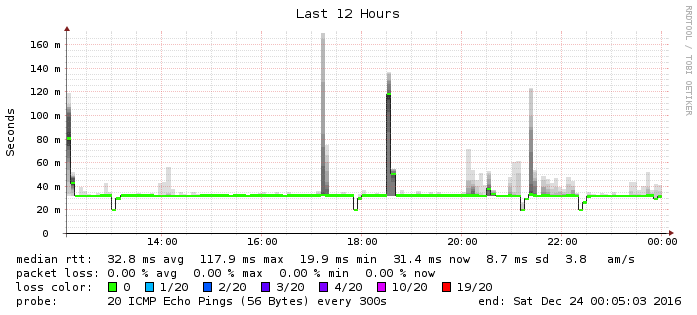 Last 12 Hours
RRDTOOL / TOBI OETIKER
Seconds
160 m
140 m
120 m
100 m
80 m
60 m
40 m
20 m
0
14:00 16:00 18:00 20:00 22:00 00:00
median rtt: 32.8 ms avg 117.9 ms max 19.9 ms min 31.4 ms now 8.7 ms sd 3.8 am/s
packet loss: 0.00 % avg 0.00 % max 0.00 % min 0.00 % now
loss color: 0 1/20 2/20 3/20 4/20 10/20 19/20
probe: 20 ICMP Echo Pings (56 Bytes) every 300s end: Sat Dec 24 00:05:03 2016